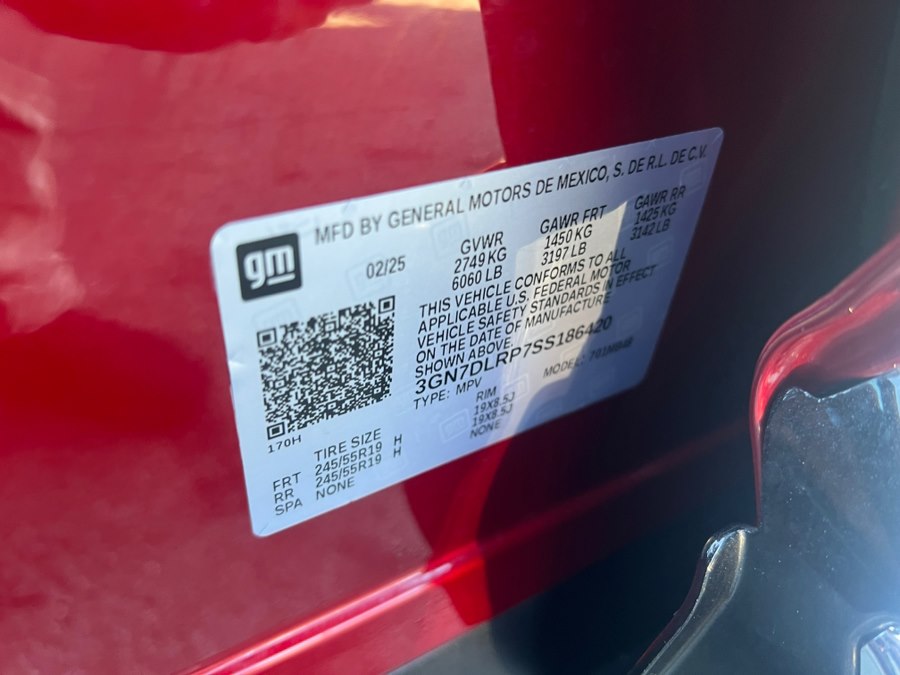 MFD BY GENERAL MOTORS DE MEXICO, S. DE R.L. DE C.V.
gm
02/25
GVWR
2749 KG
6060 LB
GAWR FRT
1450 KG
3197 LB
GAWR RR
1425 KG
3142 LB
THIS VEHICLE CONFORMS TO ALL
APPLICABLE U.S. FEDERAL MOTOR
VEHICLE SAFETY STANDARDS IN EFFECT
ON THE DATE OF MANUFACTURE
SHOWN ABOVE.
3GN7DLRP7SS186420
TYPE: MPV
MODEL:
170H
TIRE SIZE
RIM
FRT 245/55R19 H 19X8.5J
RR 245/55R19 H 19X8.5J
SPA NONE NONE